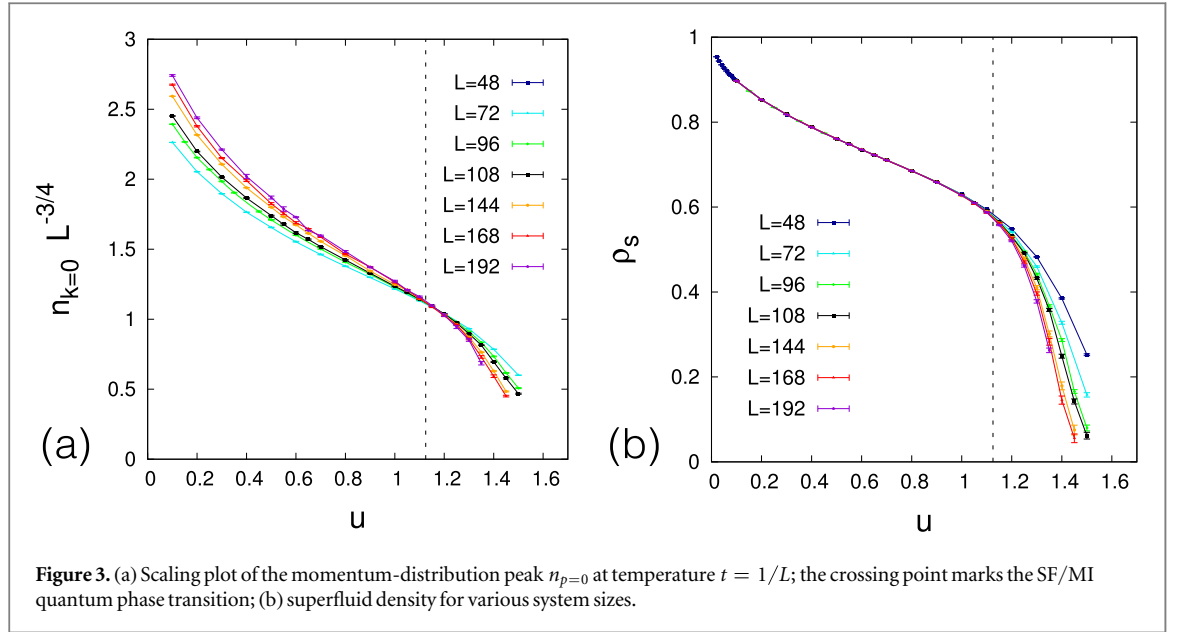 3
2.5
2
1.5
1
0.5
0
n_{k=0} L^{-3/4}
L=48
L=72
L=96
L=108
L=144
L=168
L=192
(a)
0 0.2 0.4 0.6 0.8 1 1.2 1.4 1.6
u
1
0.8
0.6
0.4
0.2
0
ρ_s
L=48
L=72
L=96
L=108
L=144
L=168
L=192
(b)
0 0.2 0.4 0.6 0.8 1 1.2 1.4 1.6
u
Figure 3. (a) Scaling plot of the momentum-distribution peak n_{p=0} at temperature t = 1/L; the crossing point marks the SF/MI
quantum phase transition; (b) superfluid density for various system sizes.